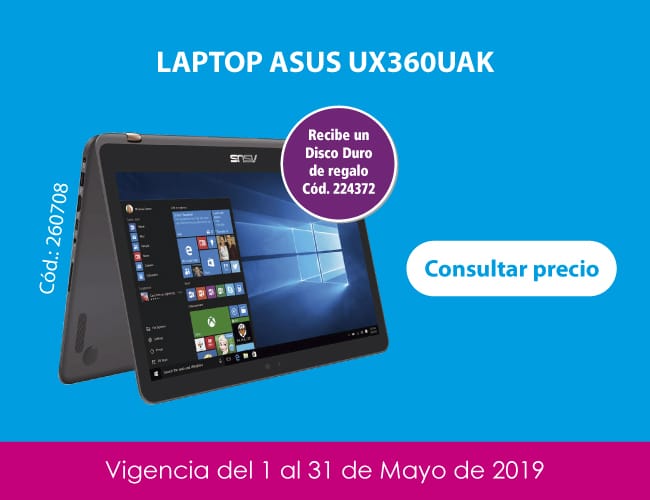 LAPTOP ASUS UX360UAK
Recibe un
Disco Duro
de regalo
Cód. 224372
Cód.: 260708
Consultar precio
Vigencia del 1 al 31 de Mayo de 2019